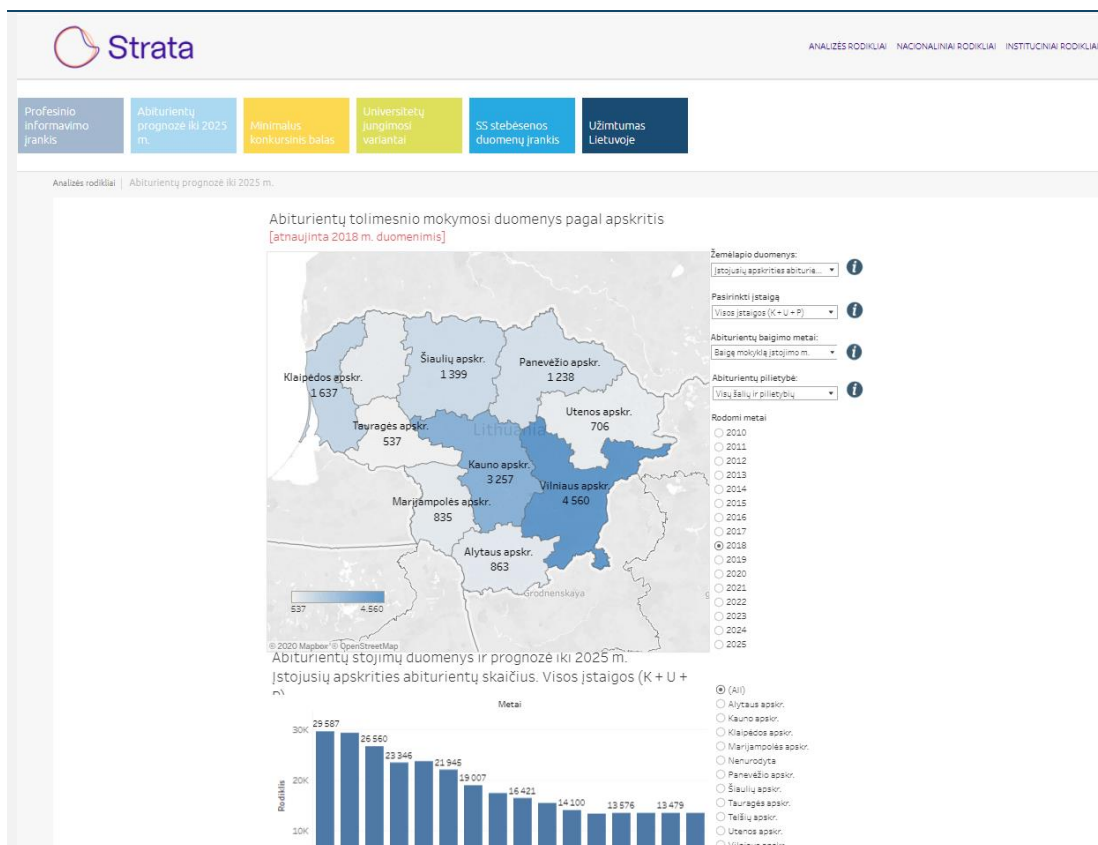 Strata
ANALIZĖS RODIKLIAI NACIONALINIAI RODIKLIAI INSTITUCINIAI RODIKLIAI
Profesinio
informavimo
įrankis
Abiturientų
prognozė iki 2025
m.
Minimalus
konkursinis balas
Universitetų
jungimosi
variantai
SS stebėsenos
duomenų įrankis
Užimtumas
Lietuvoje
Analizės rodikliai | Abiturientų prognozė iki 2025 m.
Abiturientų tolimesnio mokymosi duomenys pagal apskritis
[atnaujinta 2018 m. duomenimis]
Žemėlapio duomenys:
Įstojusių apskrities abiturie...
Pasirinkti įstaigą
Visos įstaigos (K + U + P)
Abiturientų baigimo metai:
Baigę mokyklą įstojimo m.
Abiturientų pilietybė:
Visų šalių ir pilietybių
Rodomi metai
2010
2011
2012
2013
2014
2015
2016
2017
2018
2019
2020
2021
2022
2023
2024
2025
Klaipėdos apskr.
1 637
Šiaulių apskr.
1 399
Panevėžio apskr.
1 238
Utenos apskr.
706
Tauragės apskr.
537
Lithuania
Kauno apskr.
3 257
Vilniaus apskr.
4 560
Marijampolės apskr.
835
Alytaus apskr.
863
Grodnenskaya
537 4.560
© 2020 Mapbox © OpenStreetMap
Abiturientų stojimų duomenys ir prognozė iki 2025 m.
Įstojusių apskrities abiturientų skaičius. Visos įstaigos (K + U +
P)
Metai
Rodiklis
30K
20K
10K
29 587
26 560
23 346
21 945
19 007
16 421
14 100
13 576
13 479
(All)
Alytaus apskr.
Kauno apskr.
Klaipėdos apskr.
Marijampolės apskr.
Nenurodyta
Panevėžio apskr.
Šiaulių apskr.
Tauragės apskr.
Telšių apskr.
Utenos apskr.
Vilniaus apskr.